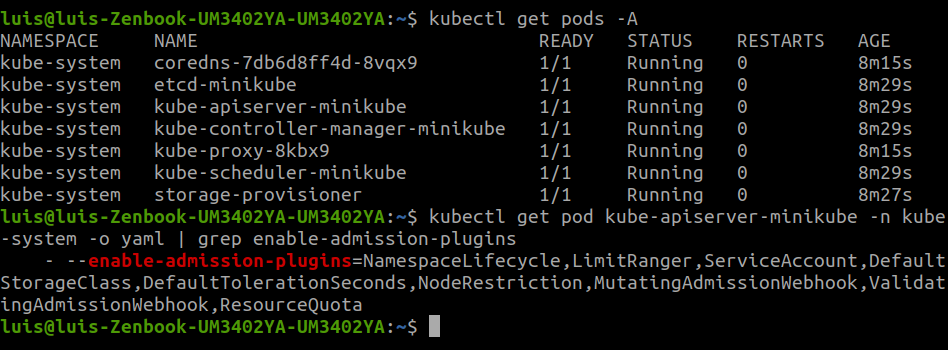 luis@luis-Zenbook-UM3402YA-UM3402YA:~$ kubectl get pods -A
NAMESPACE     NAME                               READY   STATUS    RESTARTS   AGE
kube-system   coredns-7db6d8ff4d-8vqx9           1/1     Running   0          8m15s
kube-system   etcd-minikube                      1/1     Running   0          8m29s
kube-system   kube-apiserver-minikube            1/1     Running   0          8m29s
kube-system   kube-controller-manager-minikube   1/1     Running   0          8m29s
kube-system   kube-proxy-8kbx9                   1/1     Running   0          8m15s
kube-system   kube-scheduler-minikube            1/1     Running   0          8m29s
kube-system   storage-provisioner                1/1     Running   0          8m27s
luis@luis-Zenbook-UM3402YA-UM3402YA:~$ kubectl get pod kube-apiserver-minikube -n kube
-system -o yaml | grep enable-admission-plugins
    - --enable-admission-plugins=NamespaceLifecycle,LimitRanger,ServiceAccount,Default
StorageClass,DefaultTolerationSeconds,NodeRestriction,MutatingAdmissionWebhook,Validat
ingAdmissionWebhook,ResourceQuota
luis@luis-Zenbook-UM3402YA-UM3402YA:~$